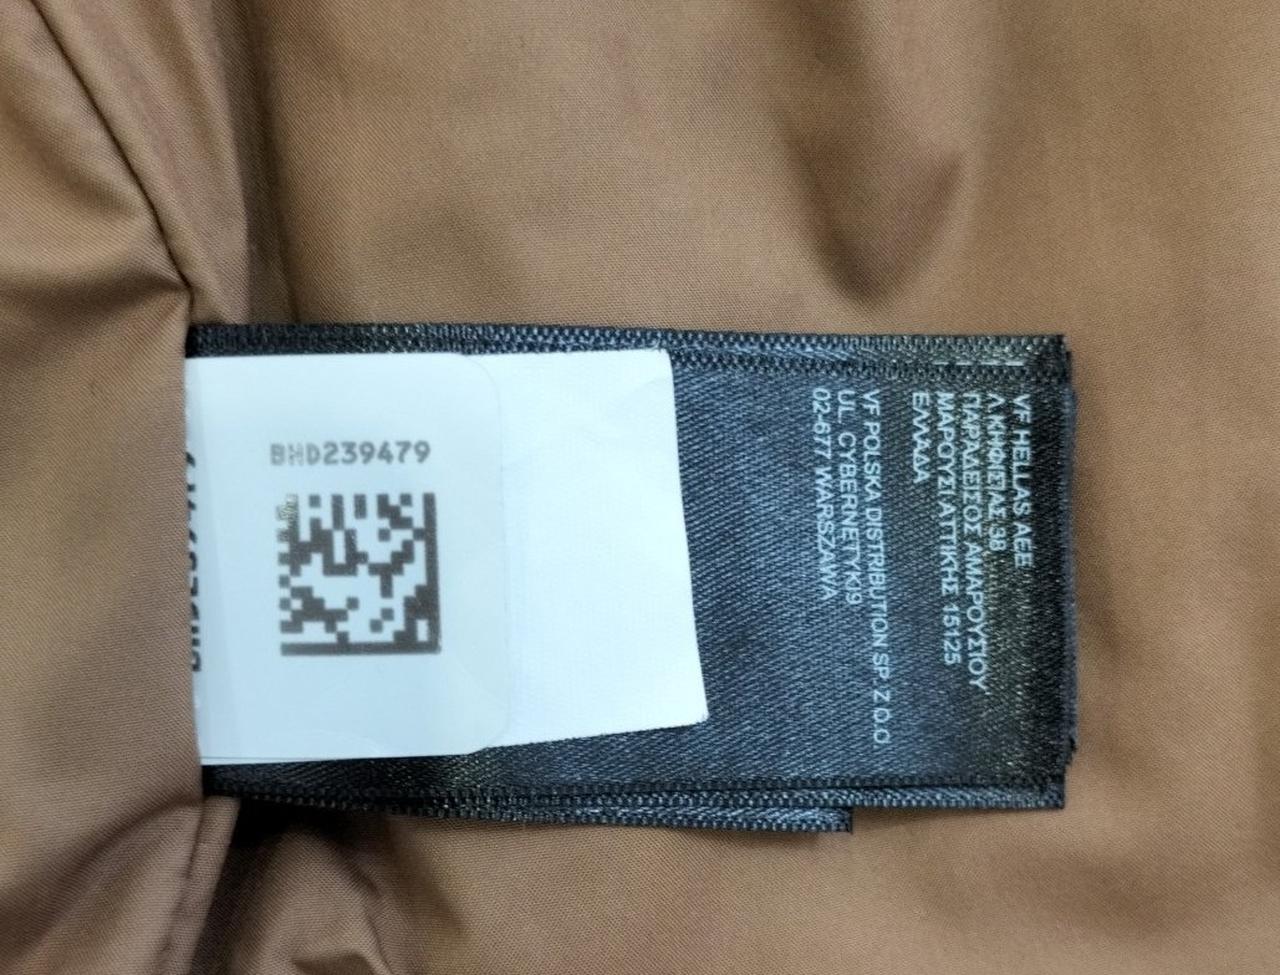 BHD239479
VF HELLAS AEE
Λ.ΚΗΦΙΣΙΑΣ 38
ΠΑΡΑΔΕΙΣΟΣ ΑΜΑΡΟΥΣΙΟΥ
ΜΑΡΟΥΣΙ ΑΤΤΙΚΗΣ 15125
ΕΛΛΑΔΑ
VF POLSKA DISTRIBUTION SP. Z O.O.
UL. CYBERNETYKI9
02-677 WARSZAWA